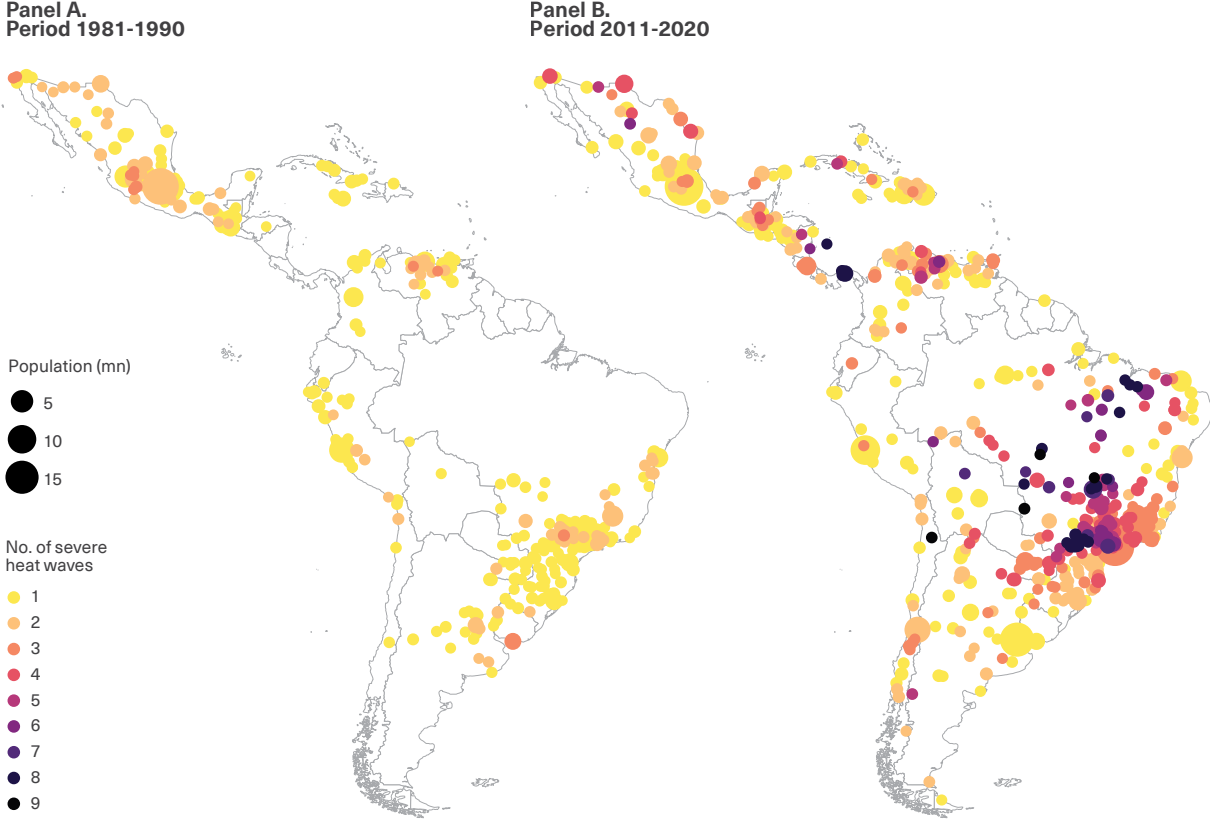 Panel A.
Period 1981-1990
Panel B.
Period 2011-2020
Population (mn)
5
10
15
No. of severe
heat waves
1
2
3
4
5
6
7
8
9